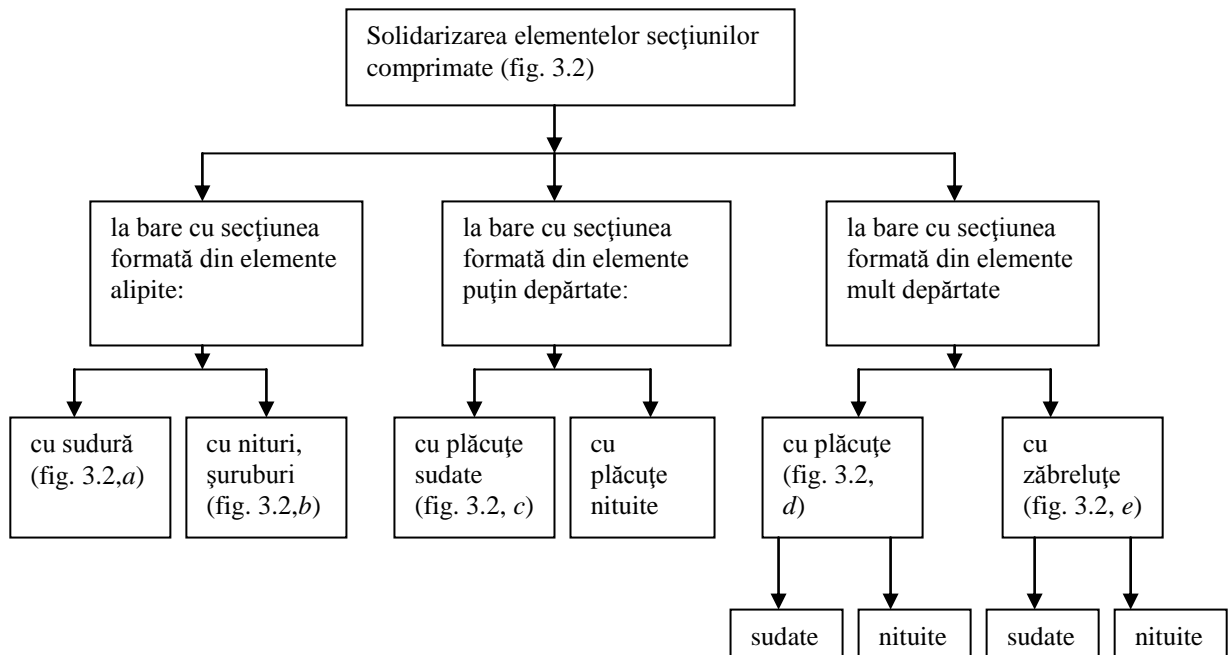 Solidarizarea elementelor secţiunilor
comprimate (fig. 3.2)
la bare cu secţiunea
formată din elemente
alipite:
la bare cu secţiunea
formată din elemente
puţin depărtate:
la bare cu secţiunea
formată din elemente
mult depărtate
cu sudură
(fig. 3.2,a)
cu nituri,
şuruburi
(fig. 3.2,b)
cu plăcuţe
sudate
(fig. 3.2, c)
cu
plăcuţe
nituite
cu plăcuţe
(fig. 3.2,
d)
cu
zăbreluţe
(fig. 3.2, e)
sudate
nituite
sudate
nituite